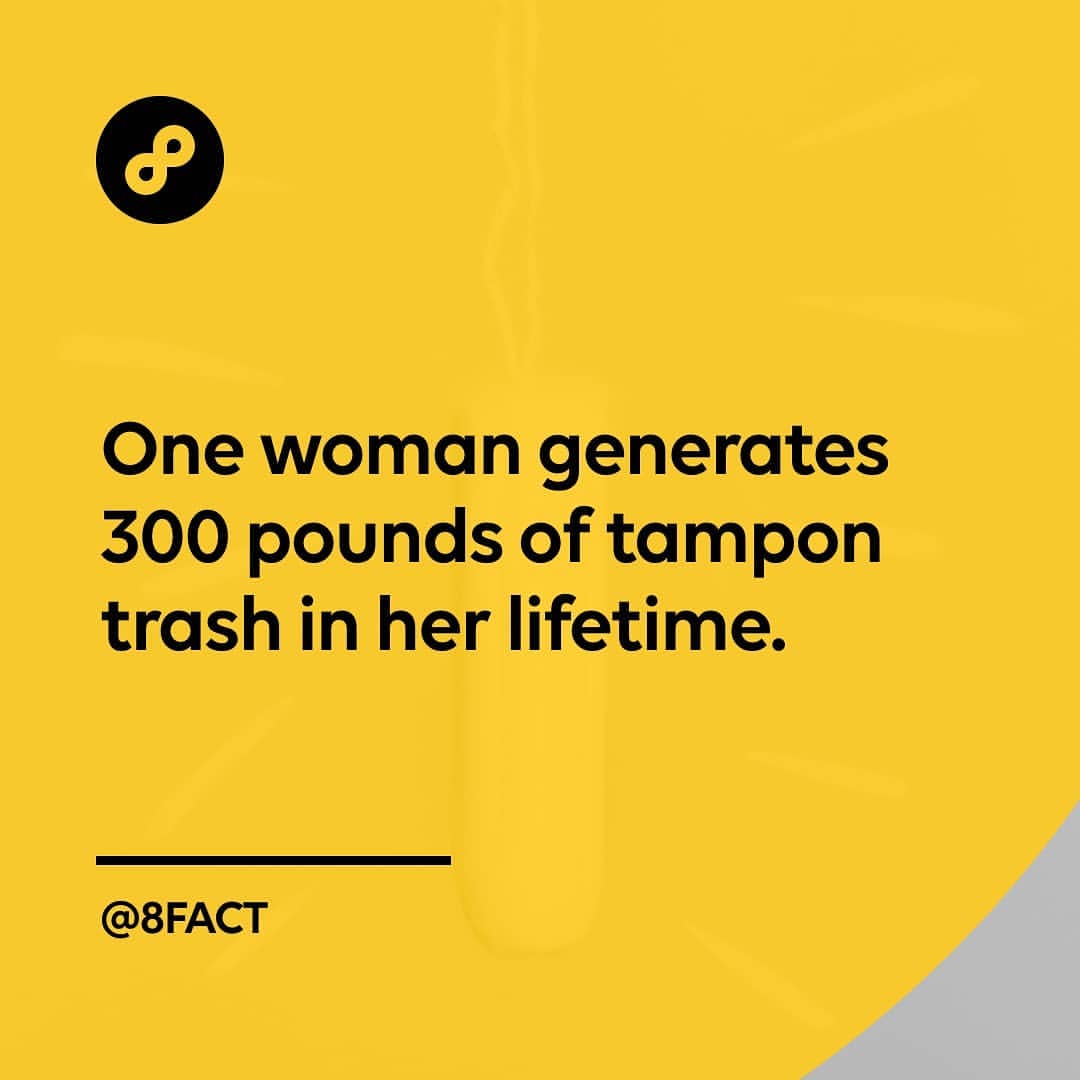 One woman generates
300 pounds of tampon
trash in her lifetime.
@8FACT